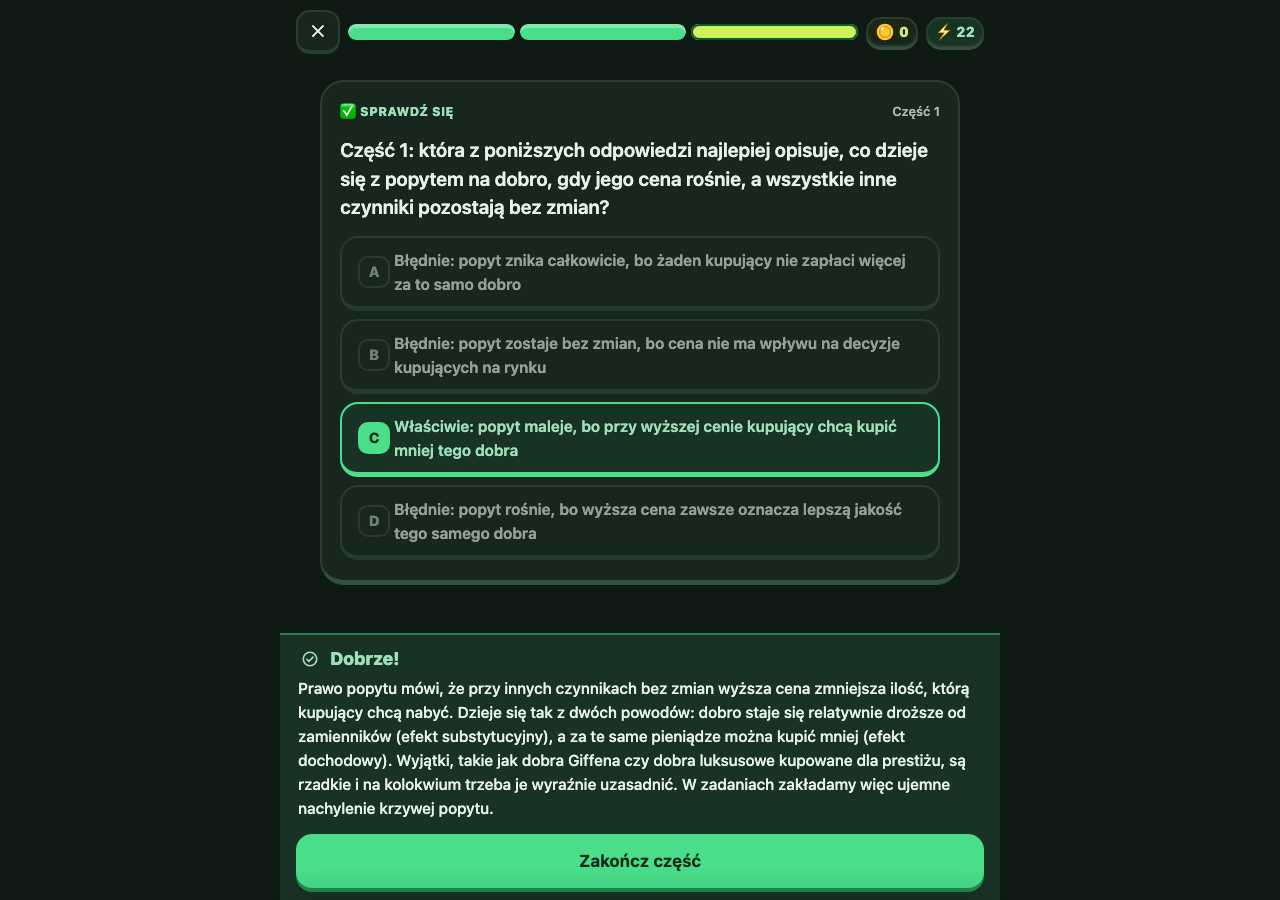 0
22
SPRAWDŹ SIĘ
Część 1
Część 1: która z poniższych odpowiedzi najlepiej opisuje, co dzieje
się z popytem na dobro, gdy jego cena rośnie, a wszystkie inne
czynniki pozostają bez zmian?
A
Błędnie: popyt znika całkowicie, bo żaden kupujący nie zapłaci więcej
za to samo dobro
B
Błędnie: popyt zostaje bez zmian, bo cena nie ma wpływu na decyzje
kupujących na rynku
C
Właściwie: popyt maleje, bo przy wyższej cenie kupujący chcą kupić
mniej tego dobra
D
Błędnie: popyt rośnie, bo wyższa cena zawsze oznacza lepszą jakość
tego samego dobra
Dobrze!
Prawo popytu mówi, że przy innych czynnikach bez zmian wyższa cena zmniejsza ilość, którą
kupujący chcą nabyć. Dzieje się tak z dwóch powodów: dobro staje się relatywnie droższe od
zamienników (efekt substytucyjny), a za te same pieniądze można kupić mniej (efekt
dochodowy). Wyjątki, takie jak dobra Giffena czy dobra luksusowe kupowane dla prestiżu, są
rzadkie i na kolokwium trzeba je wyraźnie uzasadnić. W zadaniach zakładamy więc ujemne
nachylenie krzywej popytu.
Zakończ część